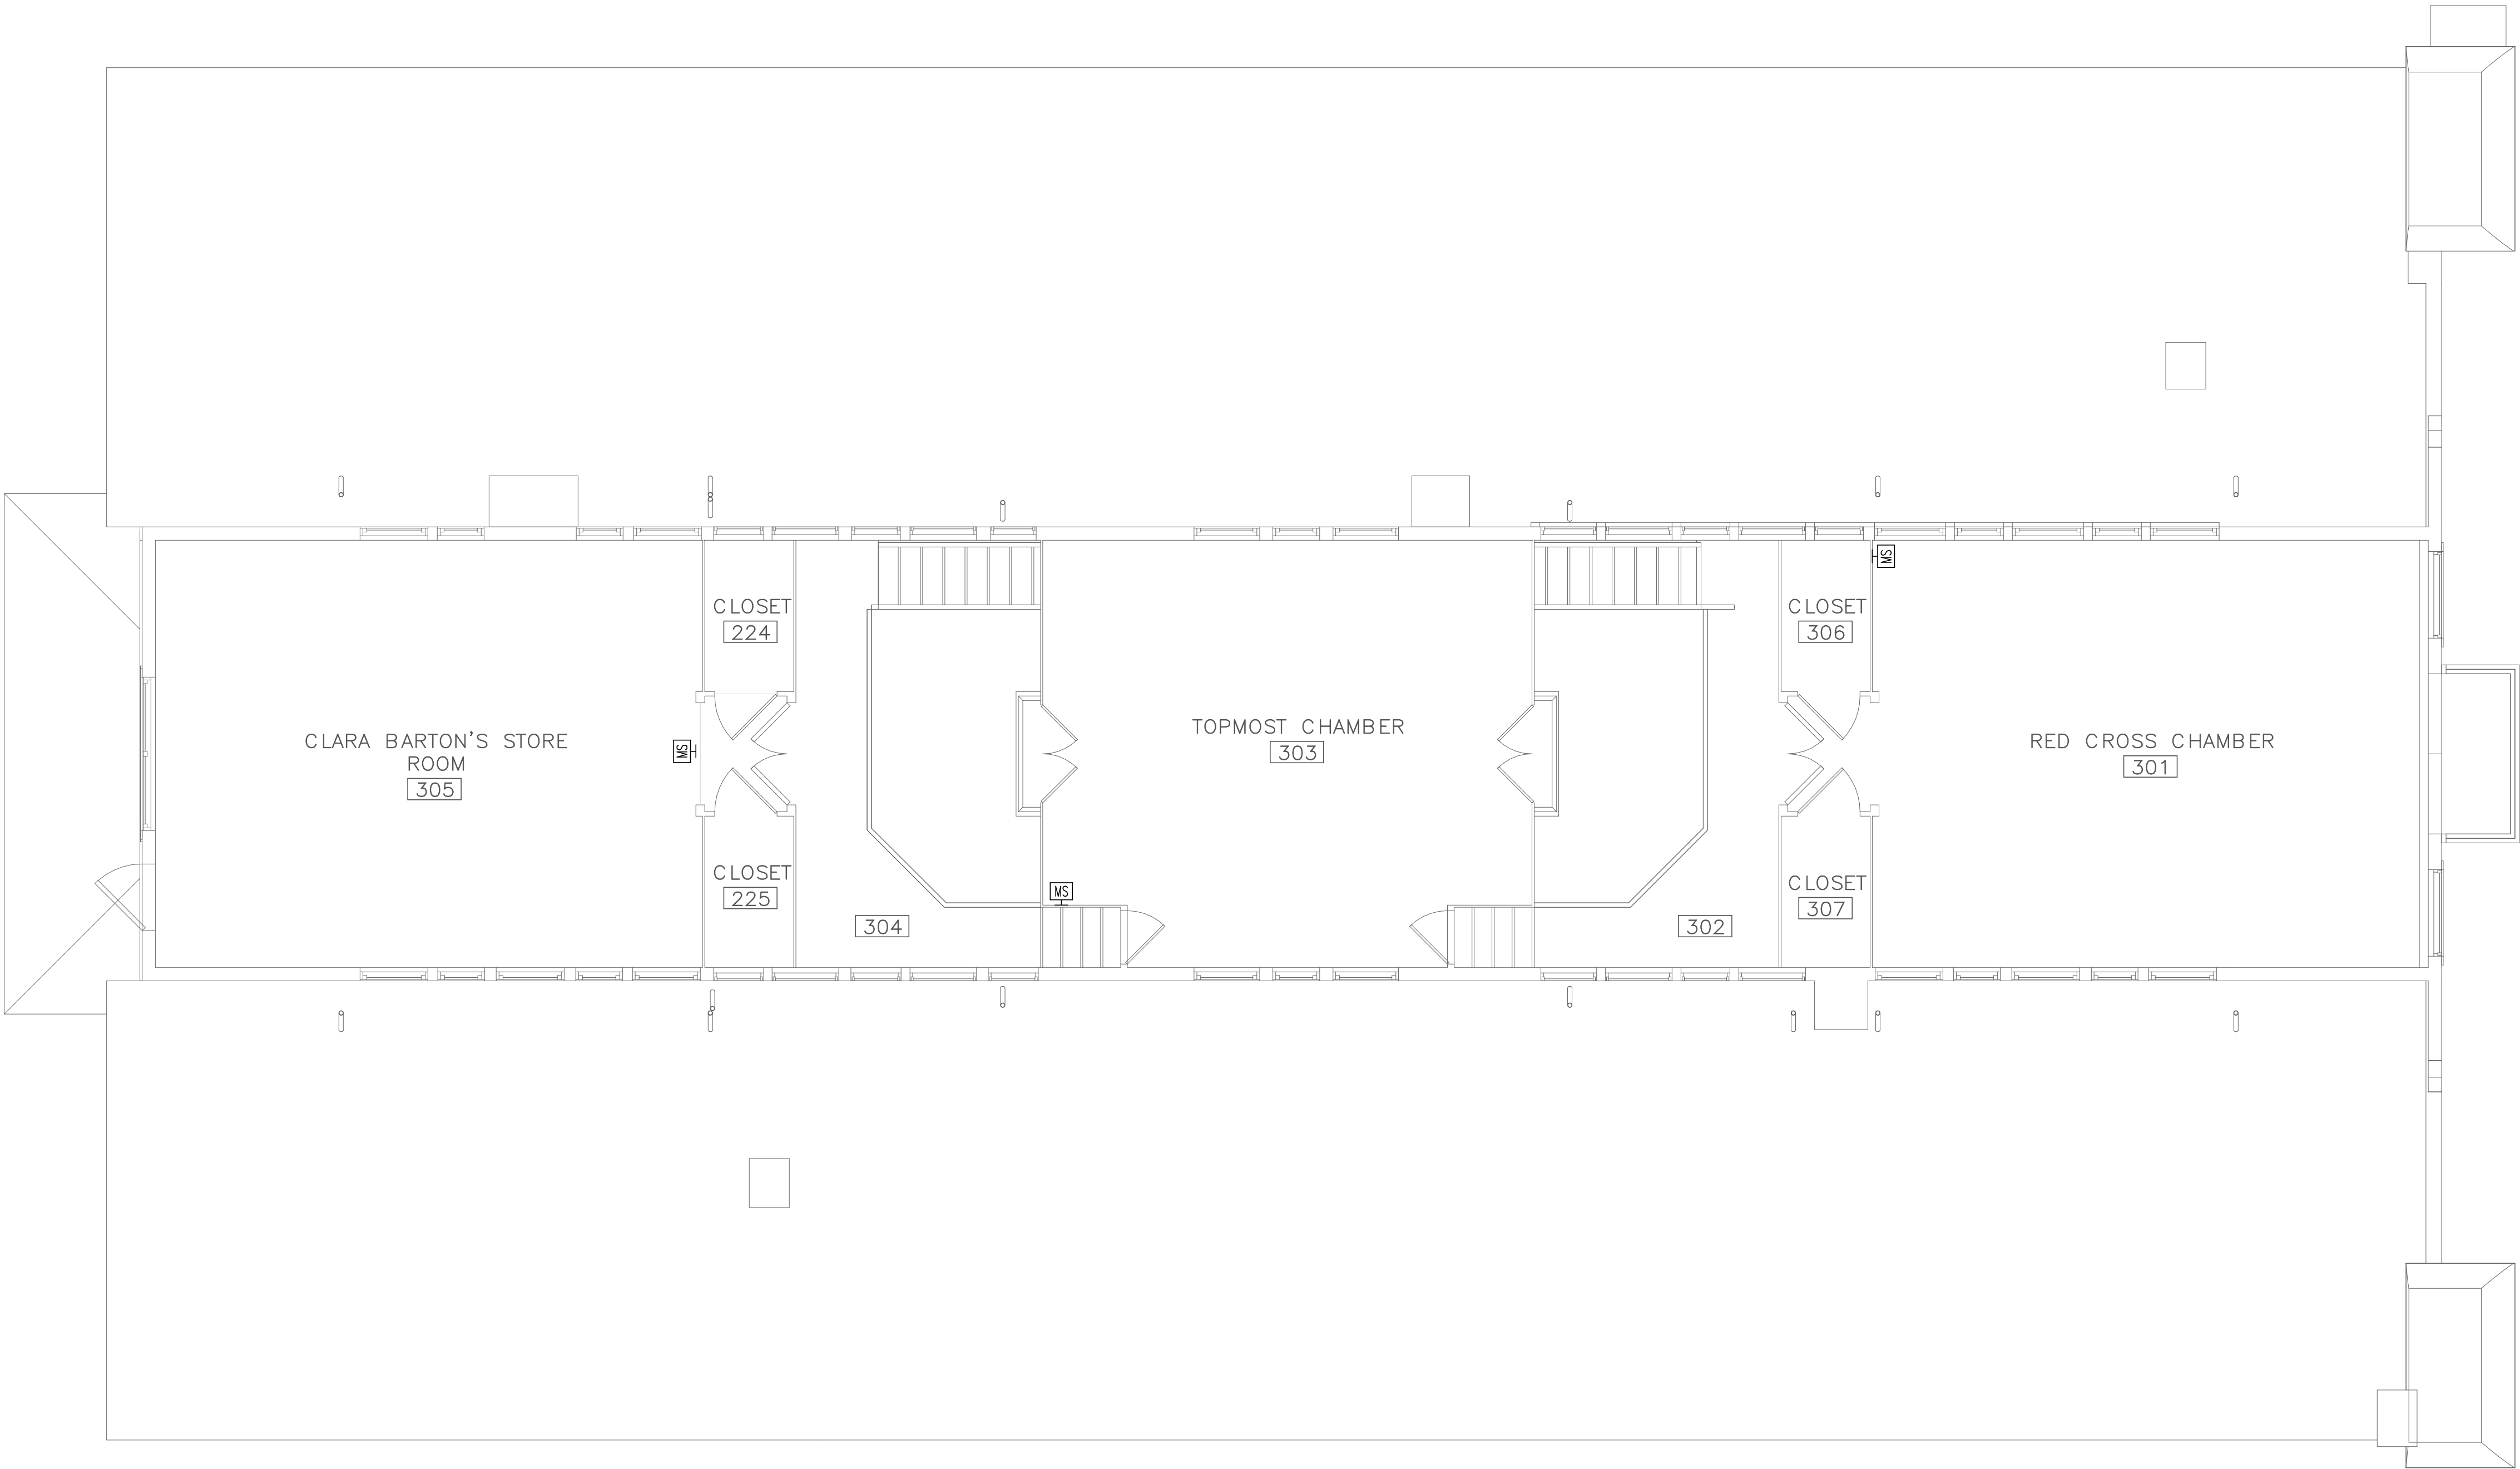 MS
CLOSET
224
CLOSET
306
CLARA BARTON'S STORE
ROOM
305
MS
TOPMOST CHAMBER
303
RED CROSS CHAMBER
301
CLOSET
225
MS
CLOSET
307
304
302